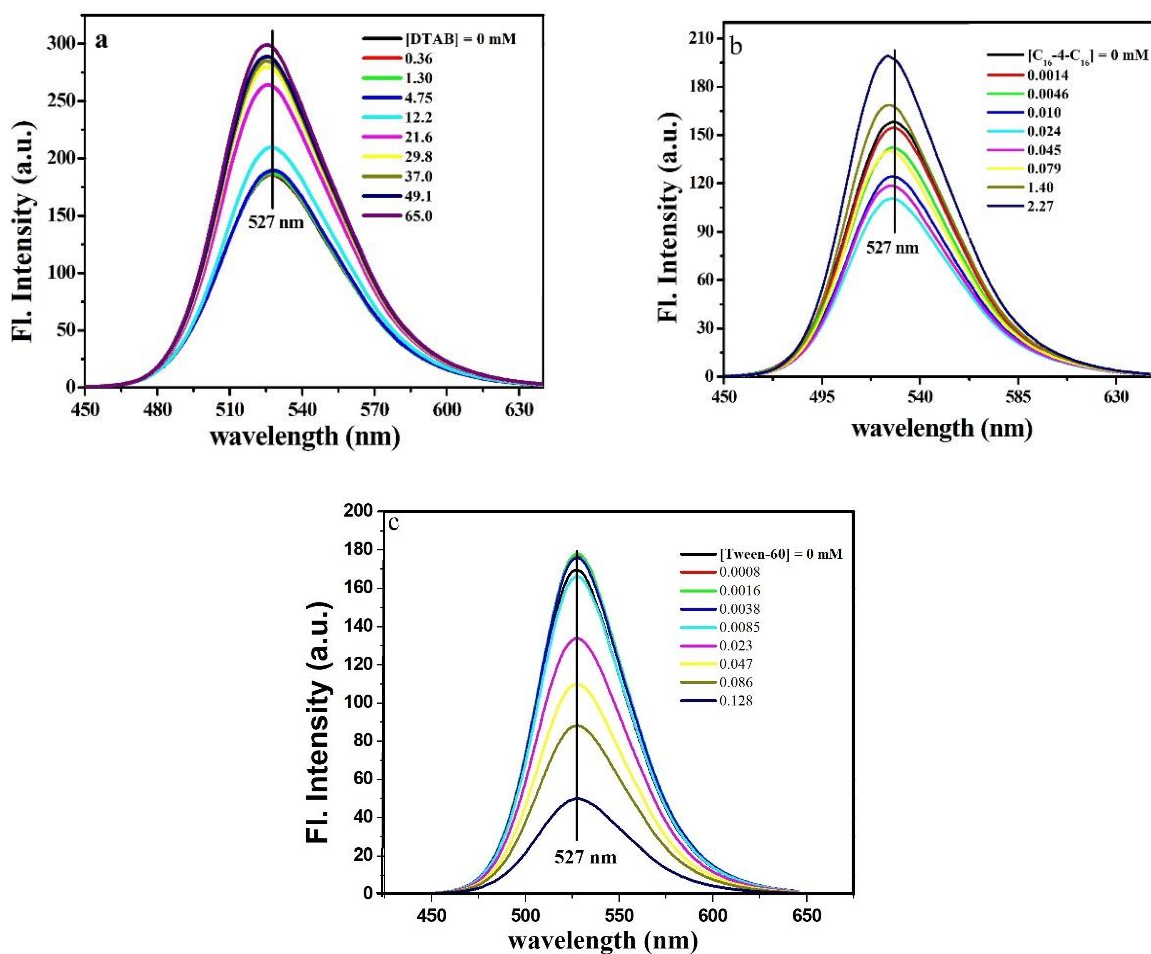 a
[DTAB] = 0 mM
0.36
1.30
4.75
12.2
21.6
29.8
37.0
49.1
65.0
527 nm
300
250
200
150
100
50
0
450 480 510 540 570 600 630
wavelength (nm)
Fl. Intensity (a.u.)
b
[C16-4-C16] = 0 mM
0.0014
0.0046
0.010
0.024
0.045
0.079
1.40
2.27
527 nm
210
180
150
120
90
60
30
0
450 495 540 585 630
wavelength (nm)
Fl. Intensity (a.u.)
c
[Tween-60] = 0 mM
0.0008
0.0016
0.0038
0.0085
0.023
0.047
0.086
0.128
527 nm
200
180
160
140
120
100
80
60
40
20
0
450 500 550 600 650
wavelength (nm)
Fl. Intensity (a.u.)